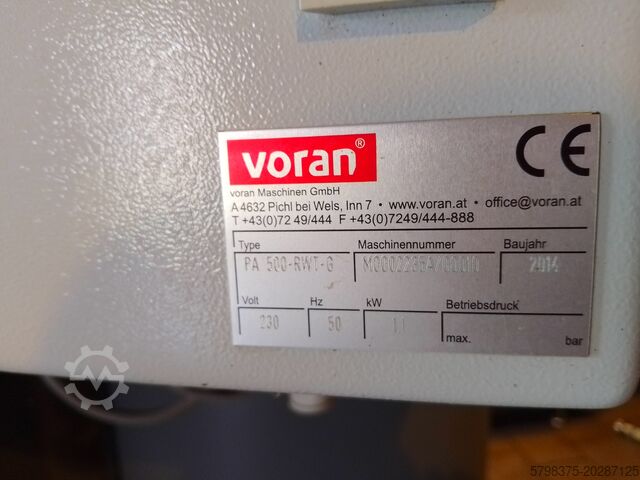 voran®
CE
voran Maschinen GmbH
A 4632 Pichl bei Wels, Inn 7 • www.voran.at • office@voran.at
T +43(0)72 49/444 F +43(0)7249/444-888
Type Maschinennummer Baujahr
PA 500-RWT-G 2014
Volt Hz kW Betriebsdruck
230 50
max. bar
5798375-20287125